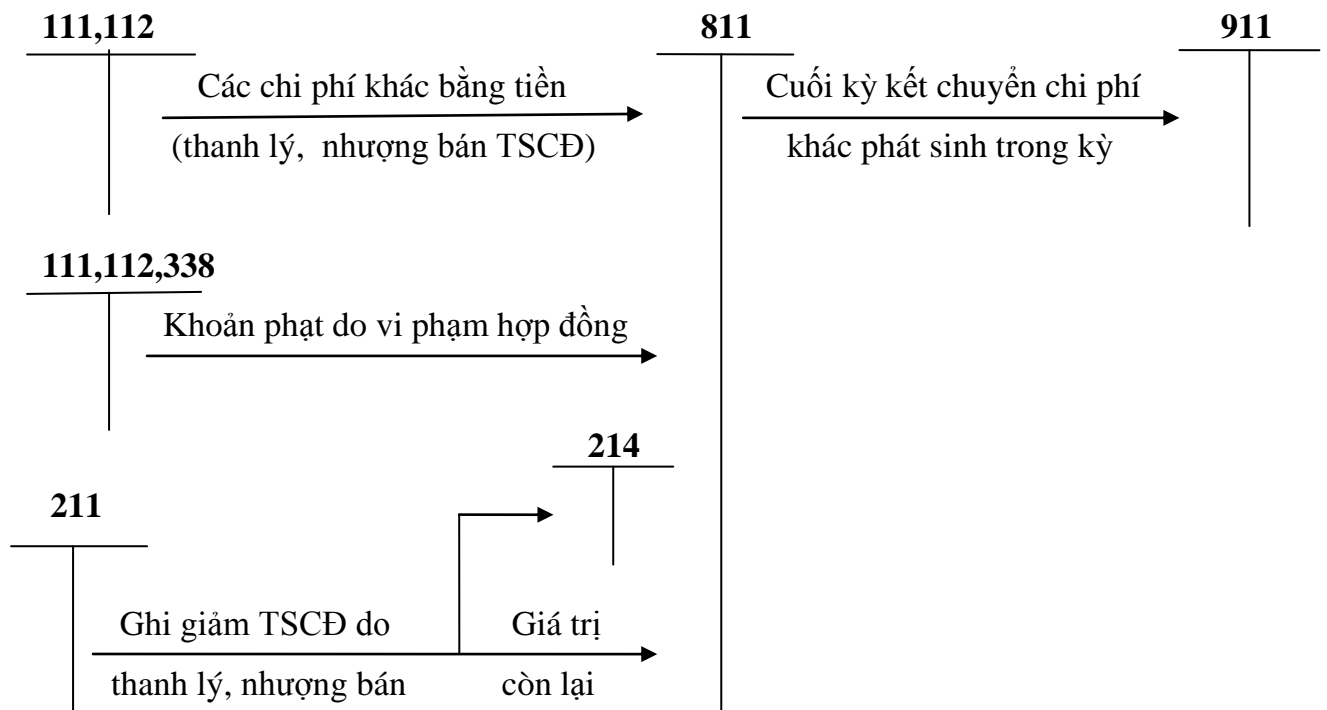 111,112
811
911
Các chi phí khác bằng tiền
(thanh lý, nhượng bán TSCĐ)
Cuối kỳ kết chuyển chi phí
khác phát sinh trong kỳ
111,112,338
Khoản phạt do vi phạm hợp đồng
214
211
Ghi giảm TSCĐ do
thanh lý, nhượng bán
Giá trị
còn lại